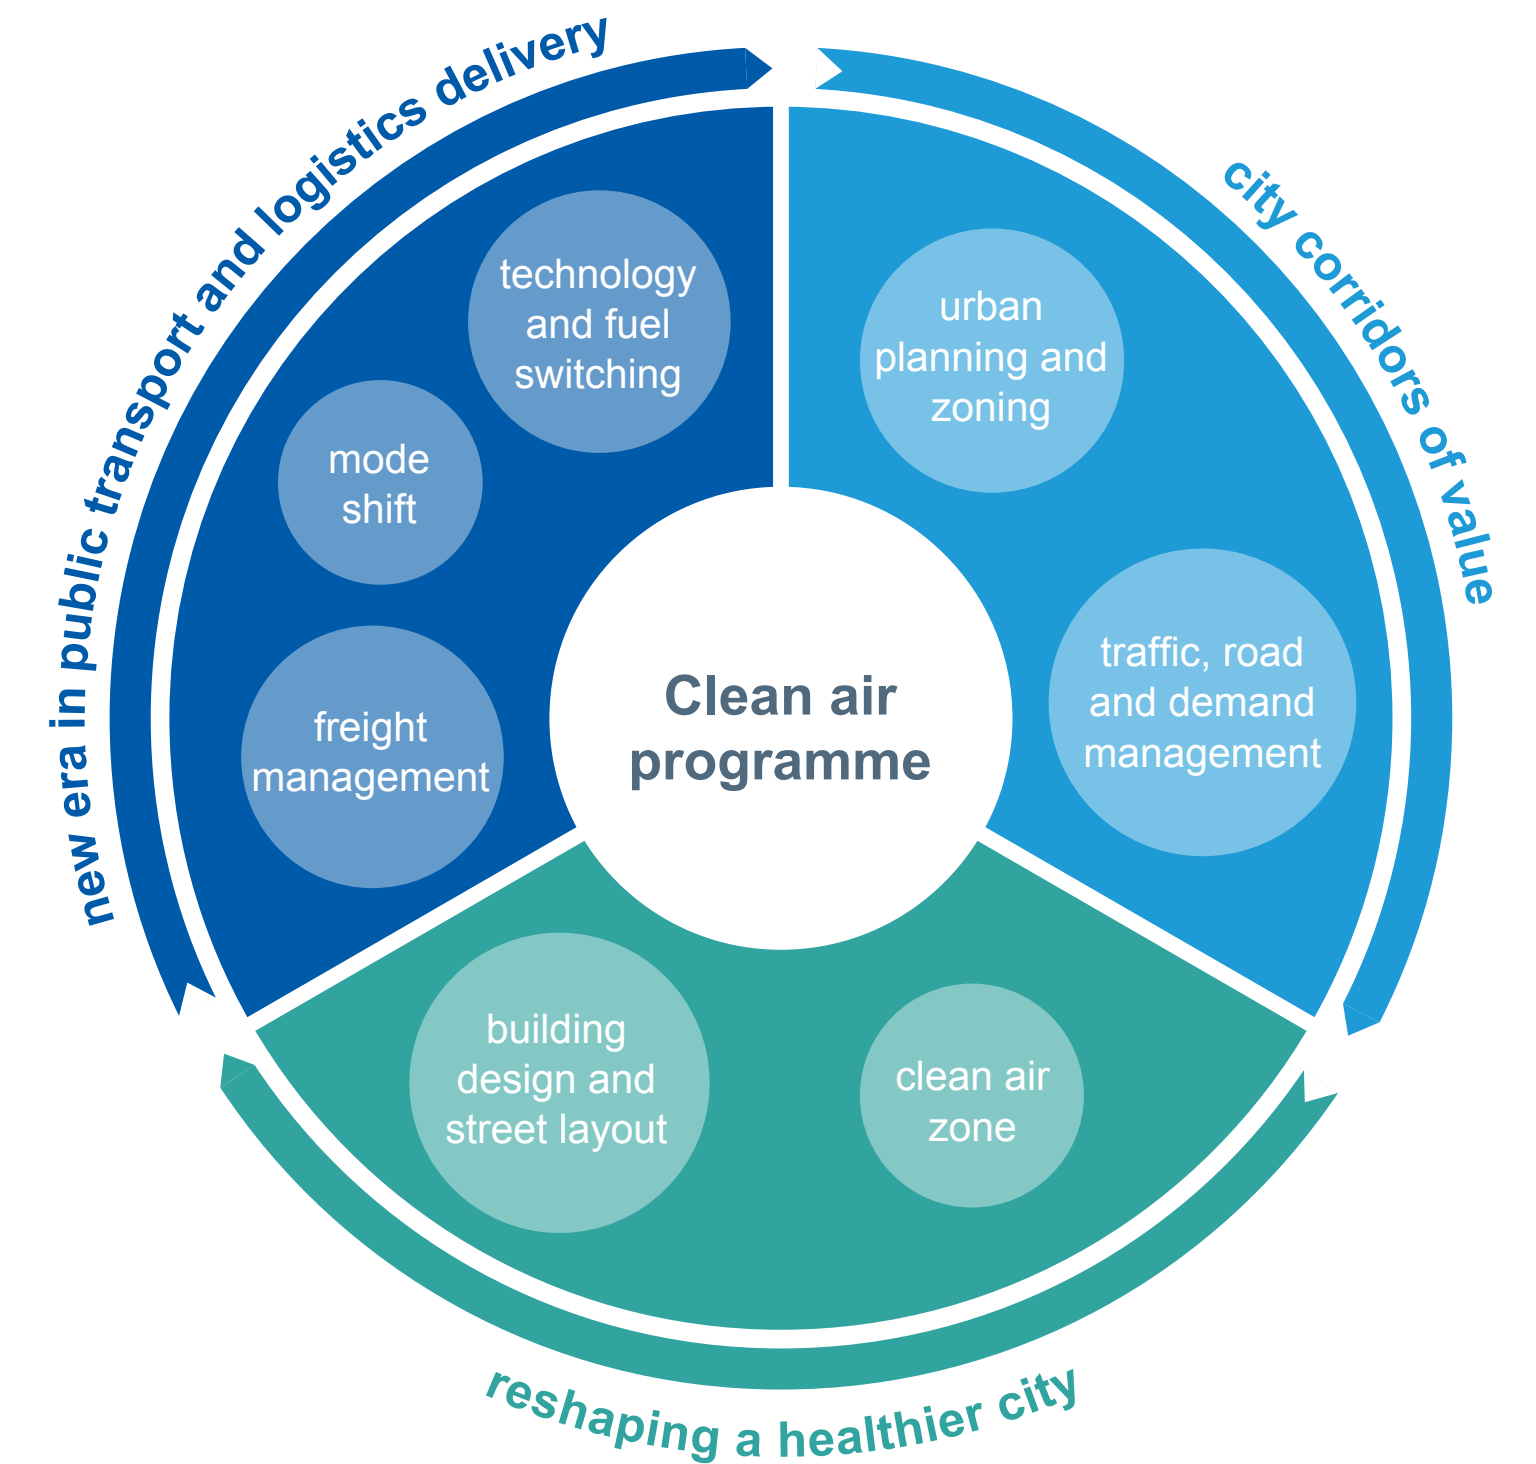 new era in public transport and logistics delivery
city corridors of value
technology
and fuel
switching
urban
planning and
zoning
mode
shift
traffic, road
and demand
management
freight
management
Clean air
programme
building
design and
street layout
clean air
zone
reshaping a healthier city